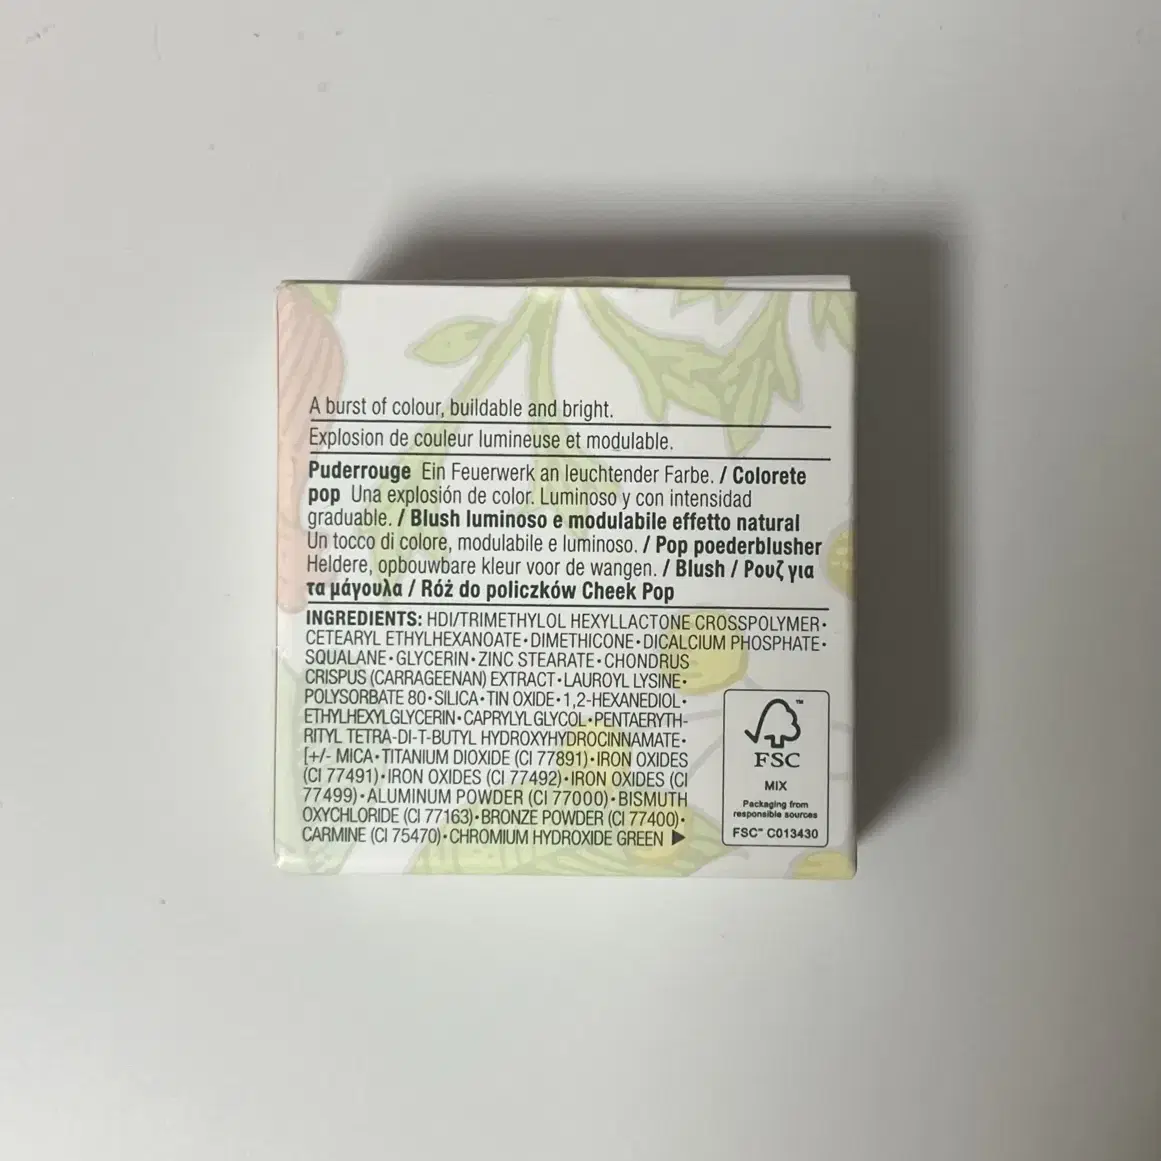 A burst of colour, buildable and bright.
Explosion de couleur lumineuse et modulable.
Puderrouge Ein Feuerwerk an leuchtender Farbe. / Colorete
pop Una explosión de color. Luminoso y con intensidad
graduable. / Blush luminoso e modulabile effetto natural
Un tocco di colore, modulabile e luminoso. / Pop poederblusher
Heldere, opbouwbare kleur voor de wangen. / Blush / Ρουζ για
τα μάγουλα / Róż do policzków Cheek Pop
INGREDIENTS: HDI/TRIMETHYLOL HEXYLLACTONE CROSSPOLYMER•
CETEARYL ETHYLHEXANOATE•DIMETHICONE•DICALCIUM PHOSPHATE•
SQUALANE•GLYCERIN•ZINC STEARATE•CHONDRUS
CRISPUS (CARRAGEENAN) EXTRACT•LAUROYL LYSINE•
POLYSORBATE 80•SILICA•TIN OXIDE•1,2-HEXANEDIOL•
ETHYLHEXYLGLYCERIN•CAPRYLYL GLYCOL•PENTAERYTH-
RITYL TETRA-DI-T-BUTYL HYDROXYHYDROCINNAMATE•
[+/- MICA•TITANIUM DIOXIDE (CI 77891)•IRON OXIDES
(CI 77491)•IRON OXIDES (CI 77492)•IRON OXIDES (CI
77499)•ALUMINUM POWDER (CI 77000)•BISMUTH
OXYCHLORIDE (CI 77163)•BRONZE POWDER (CI 77400)•
CARMINE (CI 75470)•CHROMIUM HYDROXIDE GREEN ▶
™
FSC
MIX
Packaging from
responsible sources
FSC™ C013430